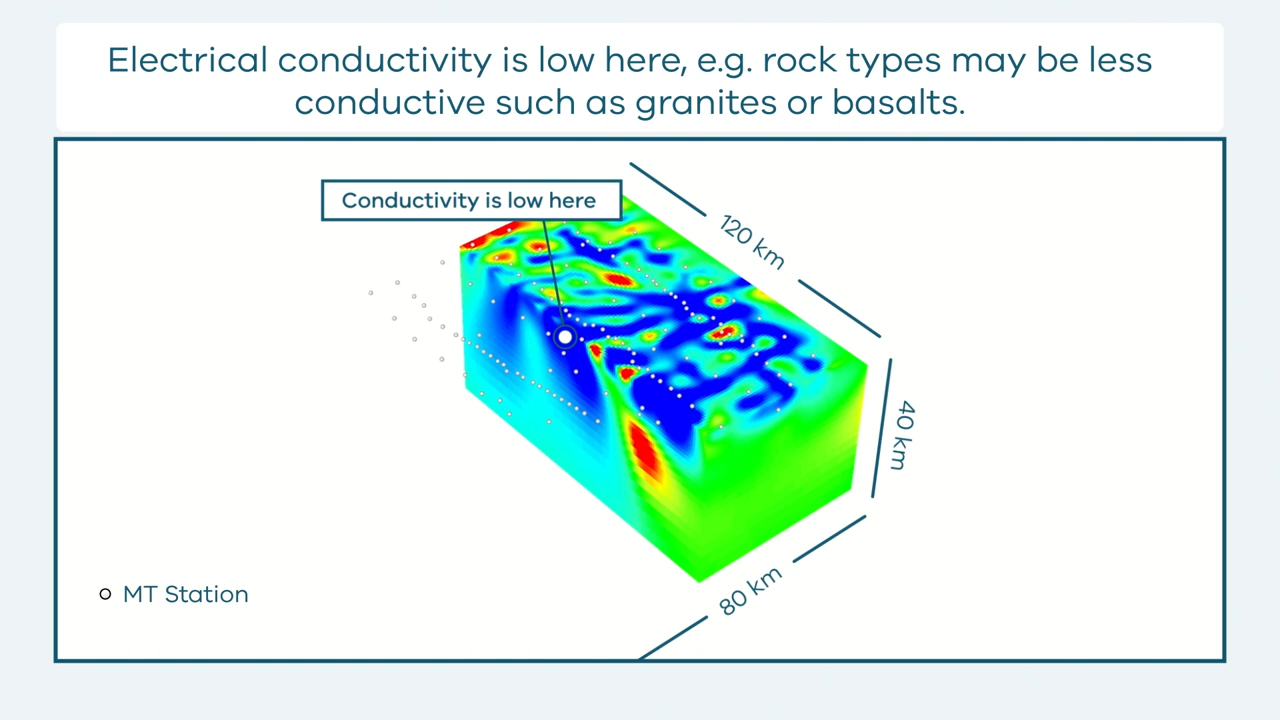 Electrical conductivity is low here, e.g. rock types may be less
conductive such as granites or basalts.
Conductivity is low here
120 km
40 km
80 km
MT Station